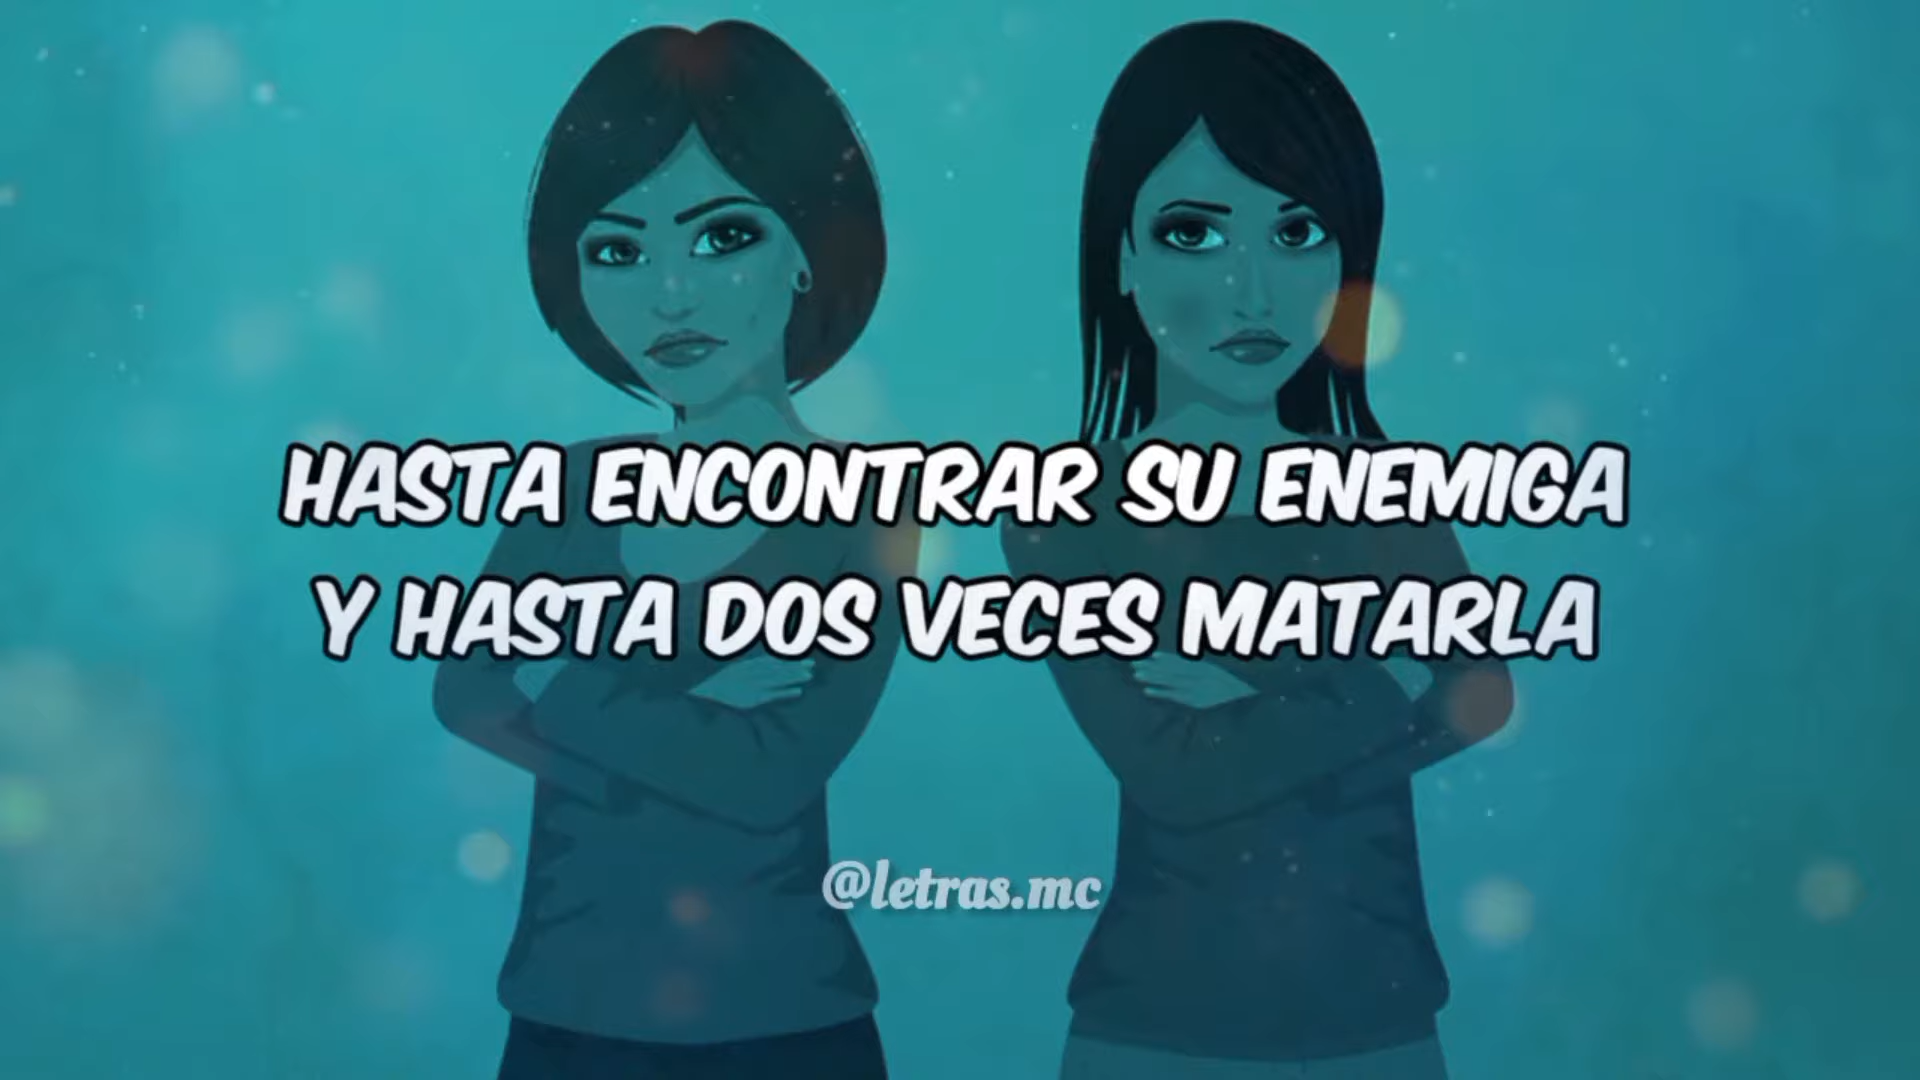 HASTA ENCONTRAR SU ENEMIGA
Y HASTA DOS VECES MATARLA
@letras.mc